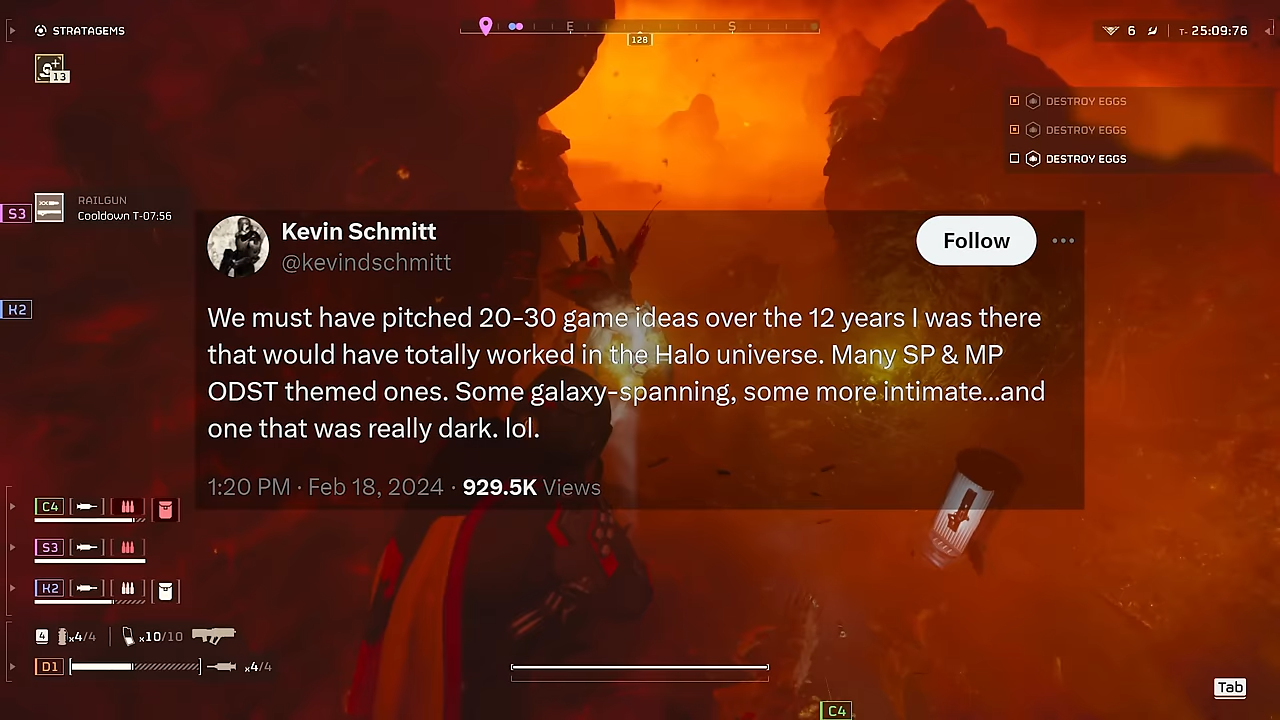 STRATAGEMS
E
S
128
6
T- 25:09:76
13
DESTROY EGGS
DESTROY EGGS
DESTROY EGGS
RAILGUN
Cooldown T-07:56
S3
Kevin Schmitt
@kevindschmitt
Follow
K2
We must have pitched 20-30 game ideas over the 12 years I was there
that would have totally worked in the Halo universe. Many SP & MP
ODST themed ones. Some galaxy-spanning, some more intimate...and
one that was really dark. lol.
1:20 PM · Feb 18, 2024 · 929.5K Views
C4
S3
K2
4 x4/4 | x10/10
D1 x4/4
Tab
C4